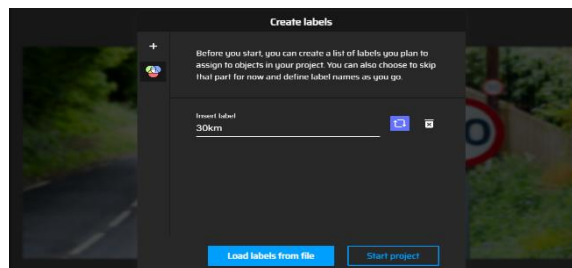 Create labels
+
Before you start, you can create a list of labels you plan to
assign to objects in your project. You can also choose to skip
that part for now and define label names as you go.
Insert label
30km
Load labels from file
Start project